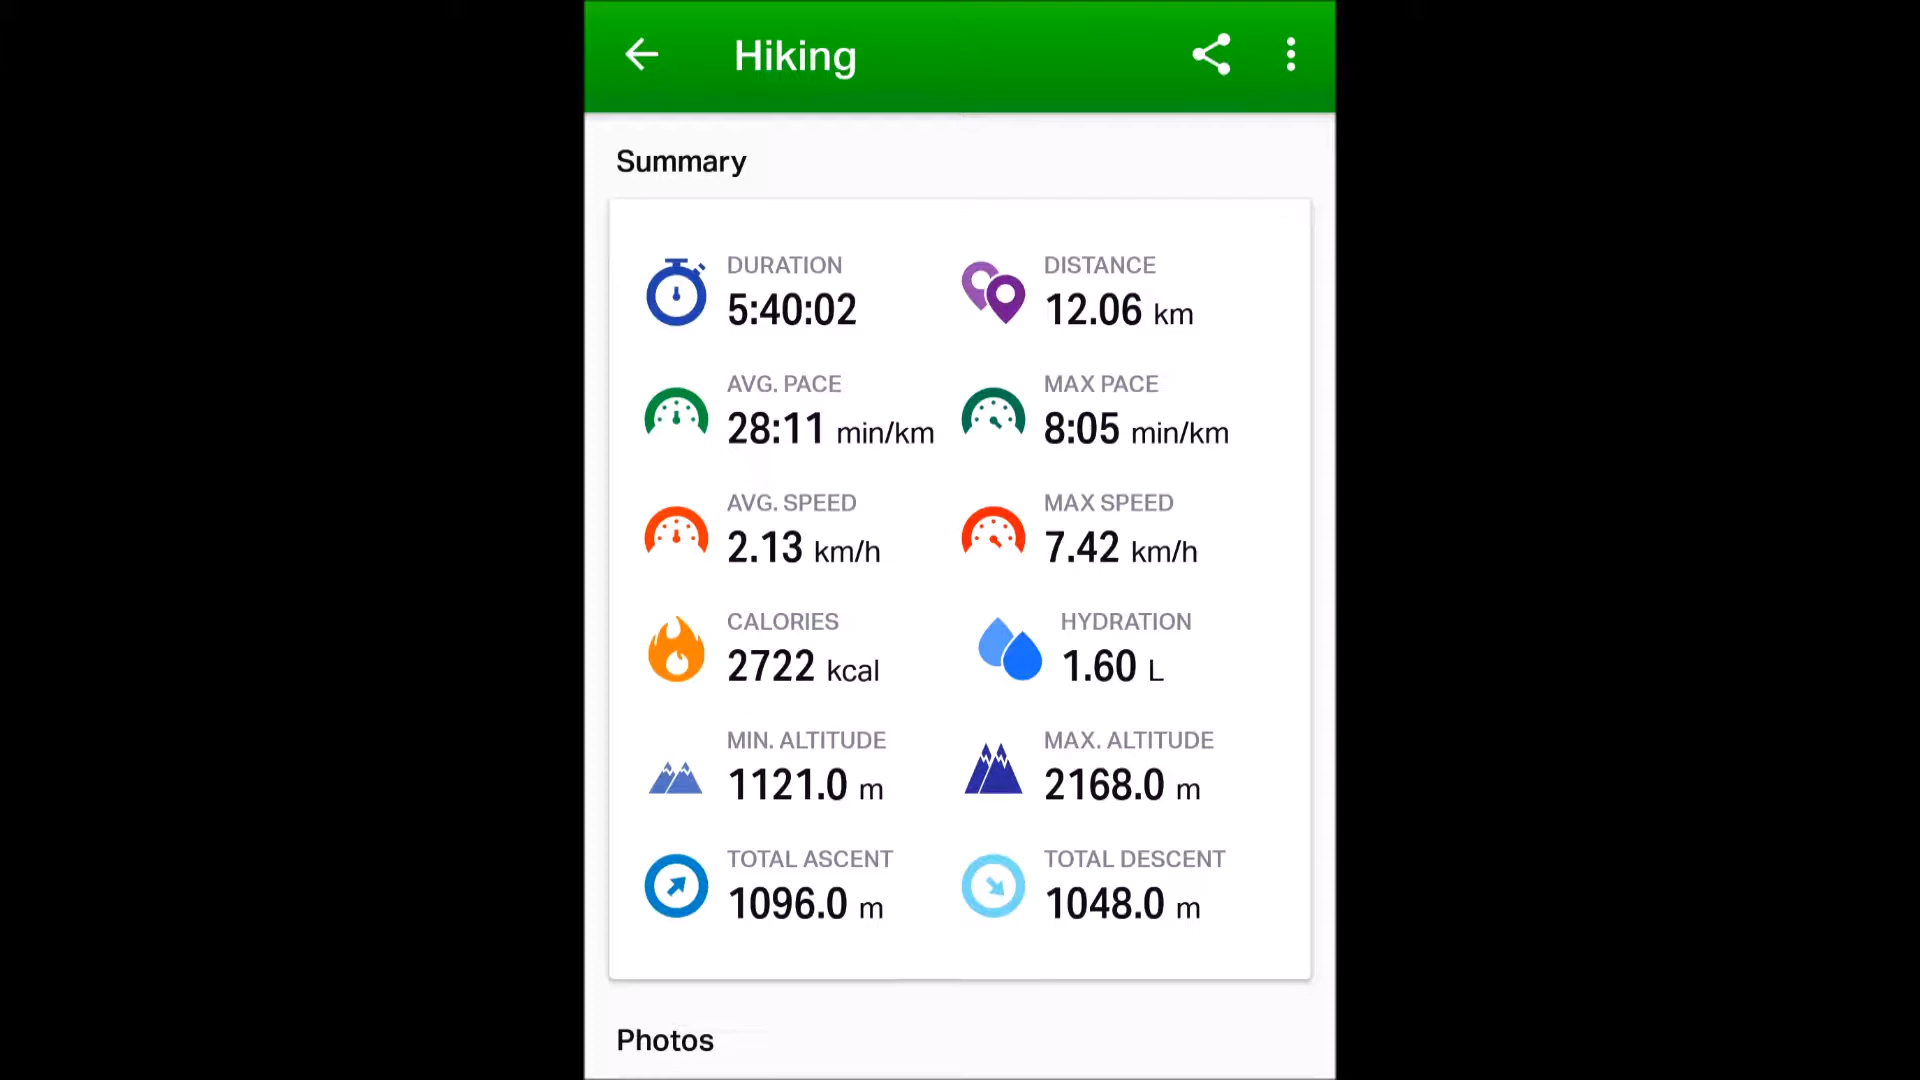 Hiking
Summary
DURATION
5:40:02
DISTANCE
12.06 km
AVG. PACE
28:11 min/km
MAX PACE
8:05 min/km
AVG. SPEED
2.13 km/h
MAX SPEED
7.42 km/h
CALORIES
2722 kcal
HYDRATION
1.60 L
MIN. ALTITUDE
1121.0 m
MAX. ALTITUDE
2168.0 m
TOTAL ASCENT
1096.0 m
TOTAL DESCENT
1048.0 m
Photos